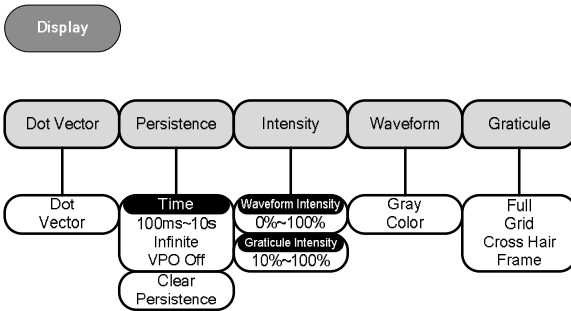 Display
Dot Vector
Persistence
Intensity
Waveform
Graticule
Dot
Vector
Time
100ms~10s
Infinite
VPO Off
Clear
Persistence
Waveform Intensity
0%~100%
Graticule Intensity
10%~100%
Gray
Color
Full
Grid
Cross Hair
Frame